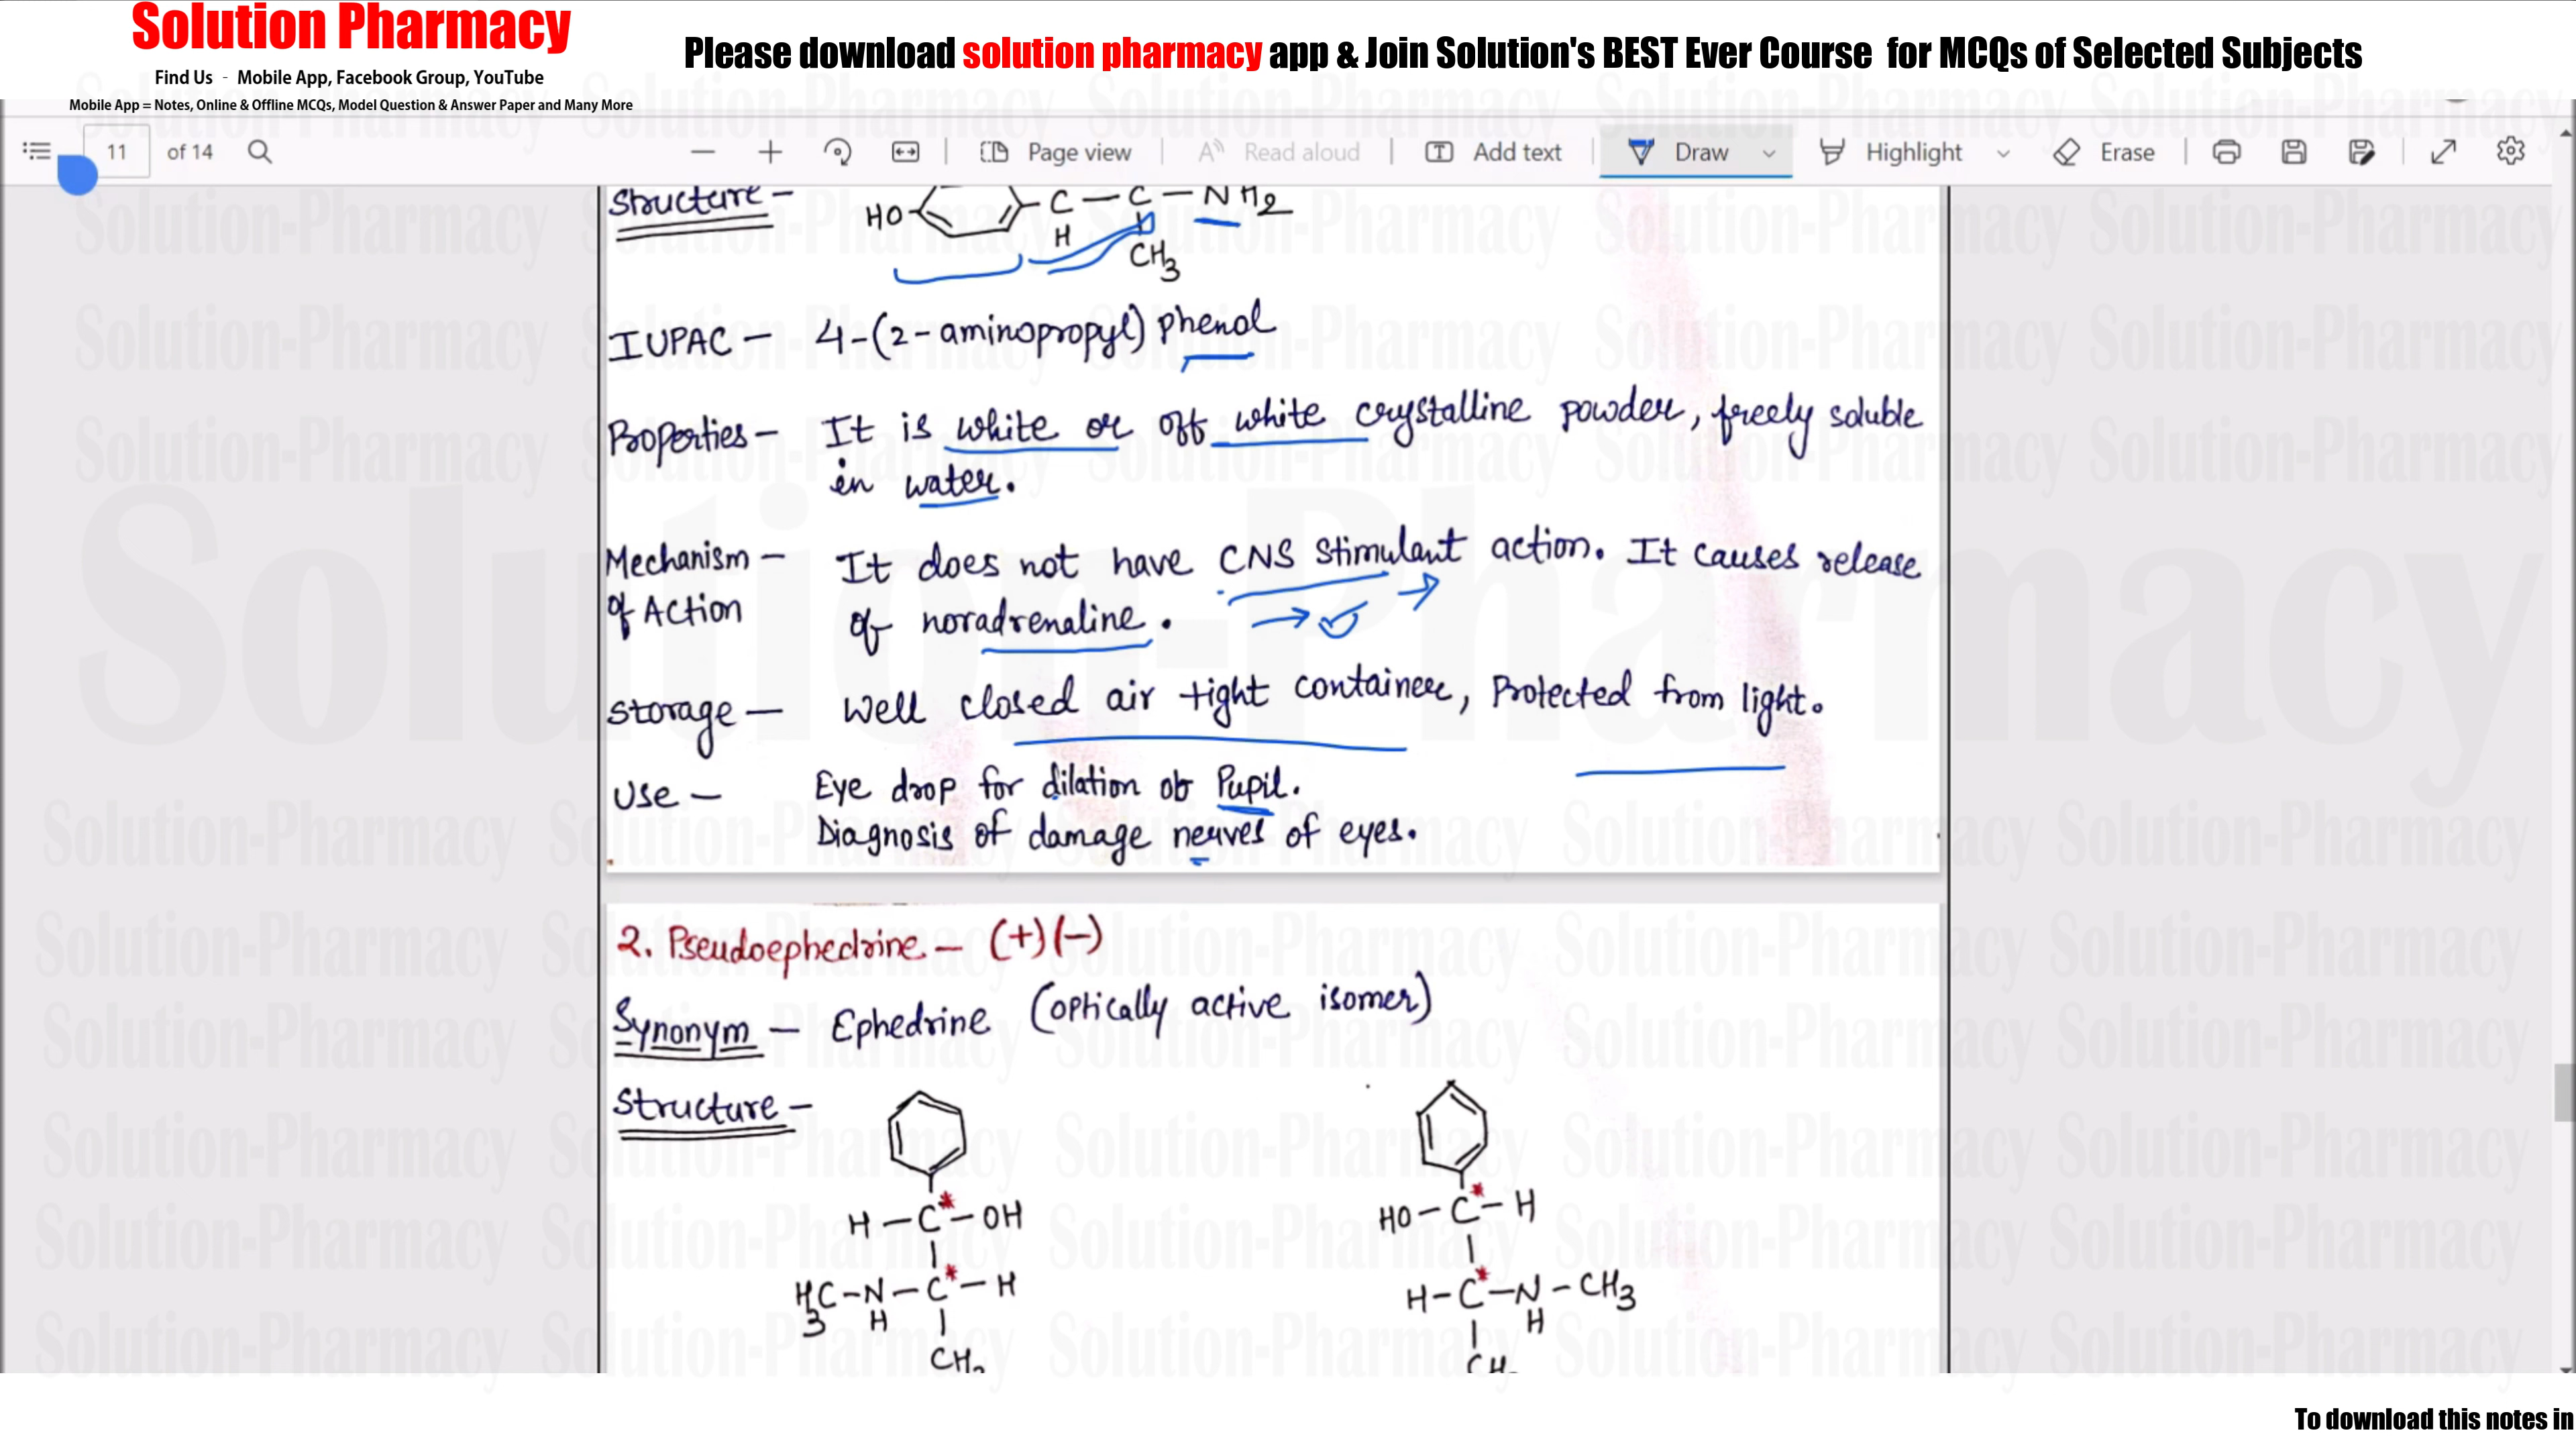 Solution Pharmacy
Find Us - Mobile App, Facebook Group, YouTube
Mobile App = Notes, Online & Offline MCQs, Model Question & Answer Paper and Many More
Please download solution pharmacy app & Join Solution's BEST Ever Course for MCQs of Selected Subjects
11 of 14 Page view Read aloud Add text Draw Highlight Erase
Structure - HO C - C - NH2
H
CH3
IUPAC - 4-(2-aminopropyl) phenol
Properties - It is white or off white crystalline powder, freely soluble
in water.
Mechanism - It does not have CNS stimulant action. It causes release
of Action of noradrenaline.
Storage - Well closed air tight container, Protected from light.
Use - Eye drop for dilation of Pupil.
Diagnosis of damage nerves of eyes.
2. Pseudoephedrine - (+)(-)
Synonym - Ephedrine (optically active isomer)
Structure -
H - C* - OH HO - C* - H
H3C - N - C* - H H - C* - N - CH3
H H
Solution-Pharmacy
To download this notes in